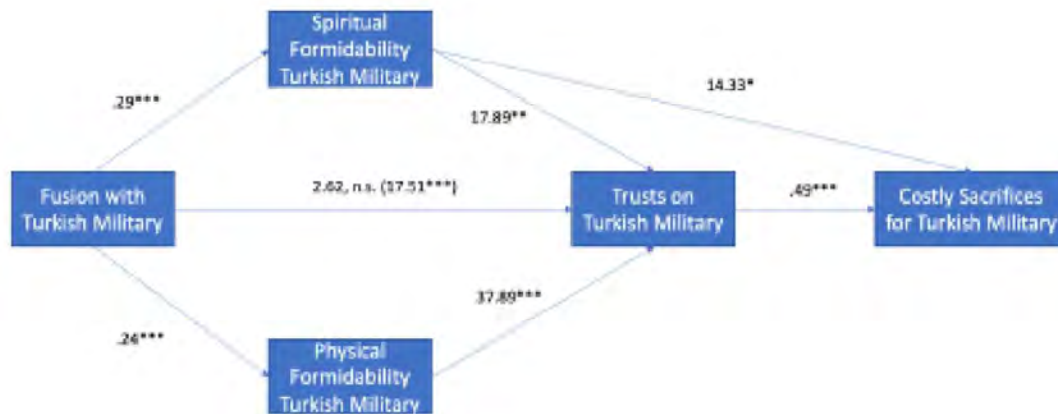 Spiritual
Formidability
Turkish Military
14.33*
.29***
17.89**
Fusion with
Turkish Military
2.62, n.s. (17.51***)
Trusts on
Turkish Military
.49***
Costly Sacrifices
for Turkish Military
37.89***
.24***
Physical
Formidability
Turkish Military